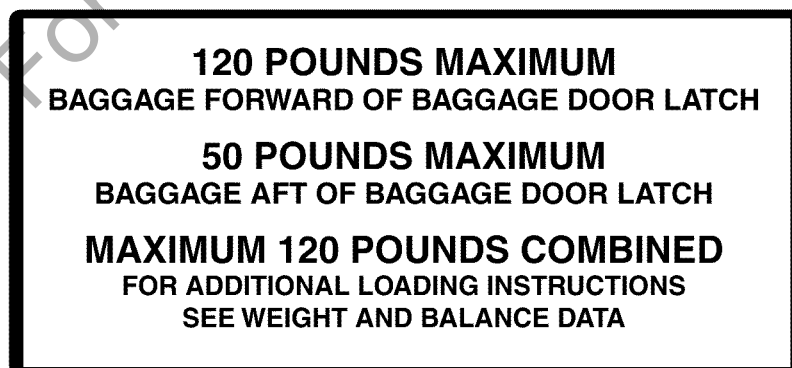 For
120 POUNDS MAXIMUM
BAGGAGE FORWARD OF BAGGAGE DOOR LATCH
50 POUNDS MAXIMUM
BAGGAGE AFT OF BAGGAGE DOOR LATCH
MAXIMUM 120 POUNDS COMBINED
FOR ADDITIONAL LOADING INSTRUCTIONS
SEE WEIGHT AND BALANCE DATA